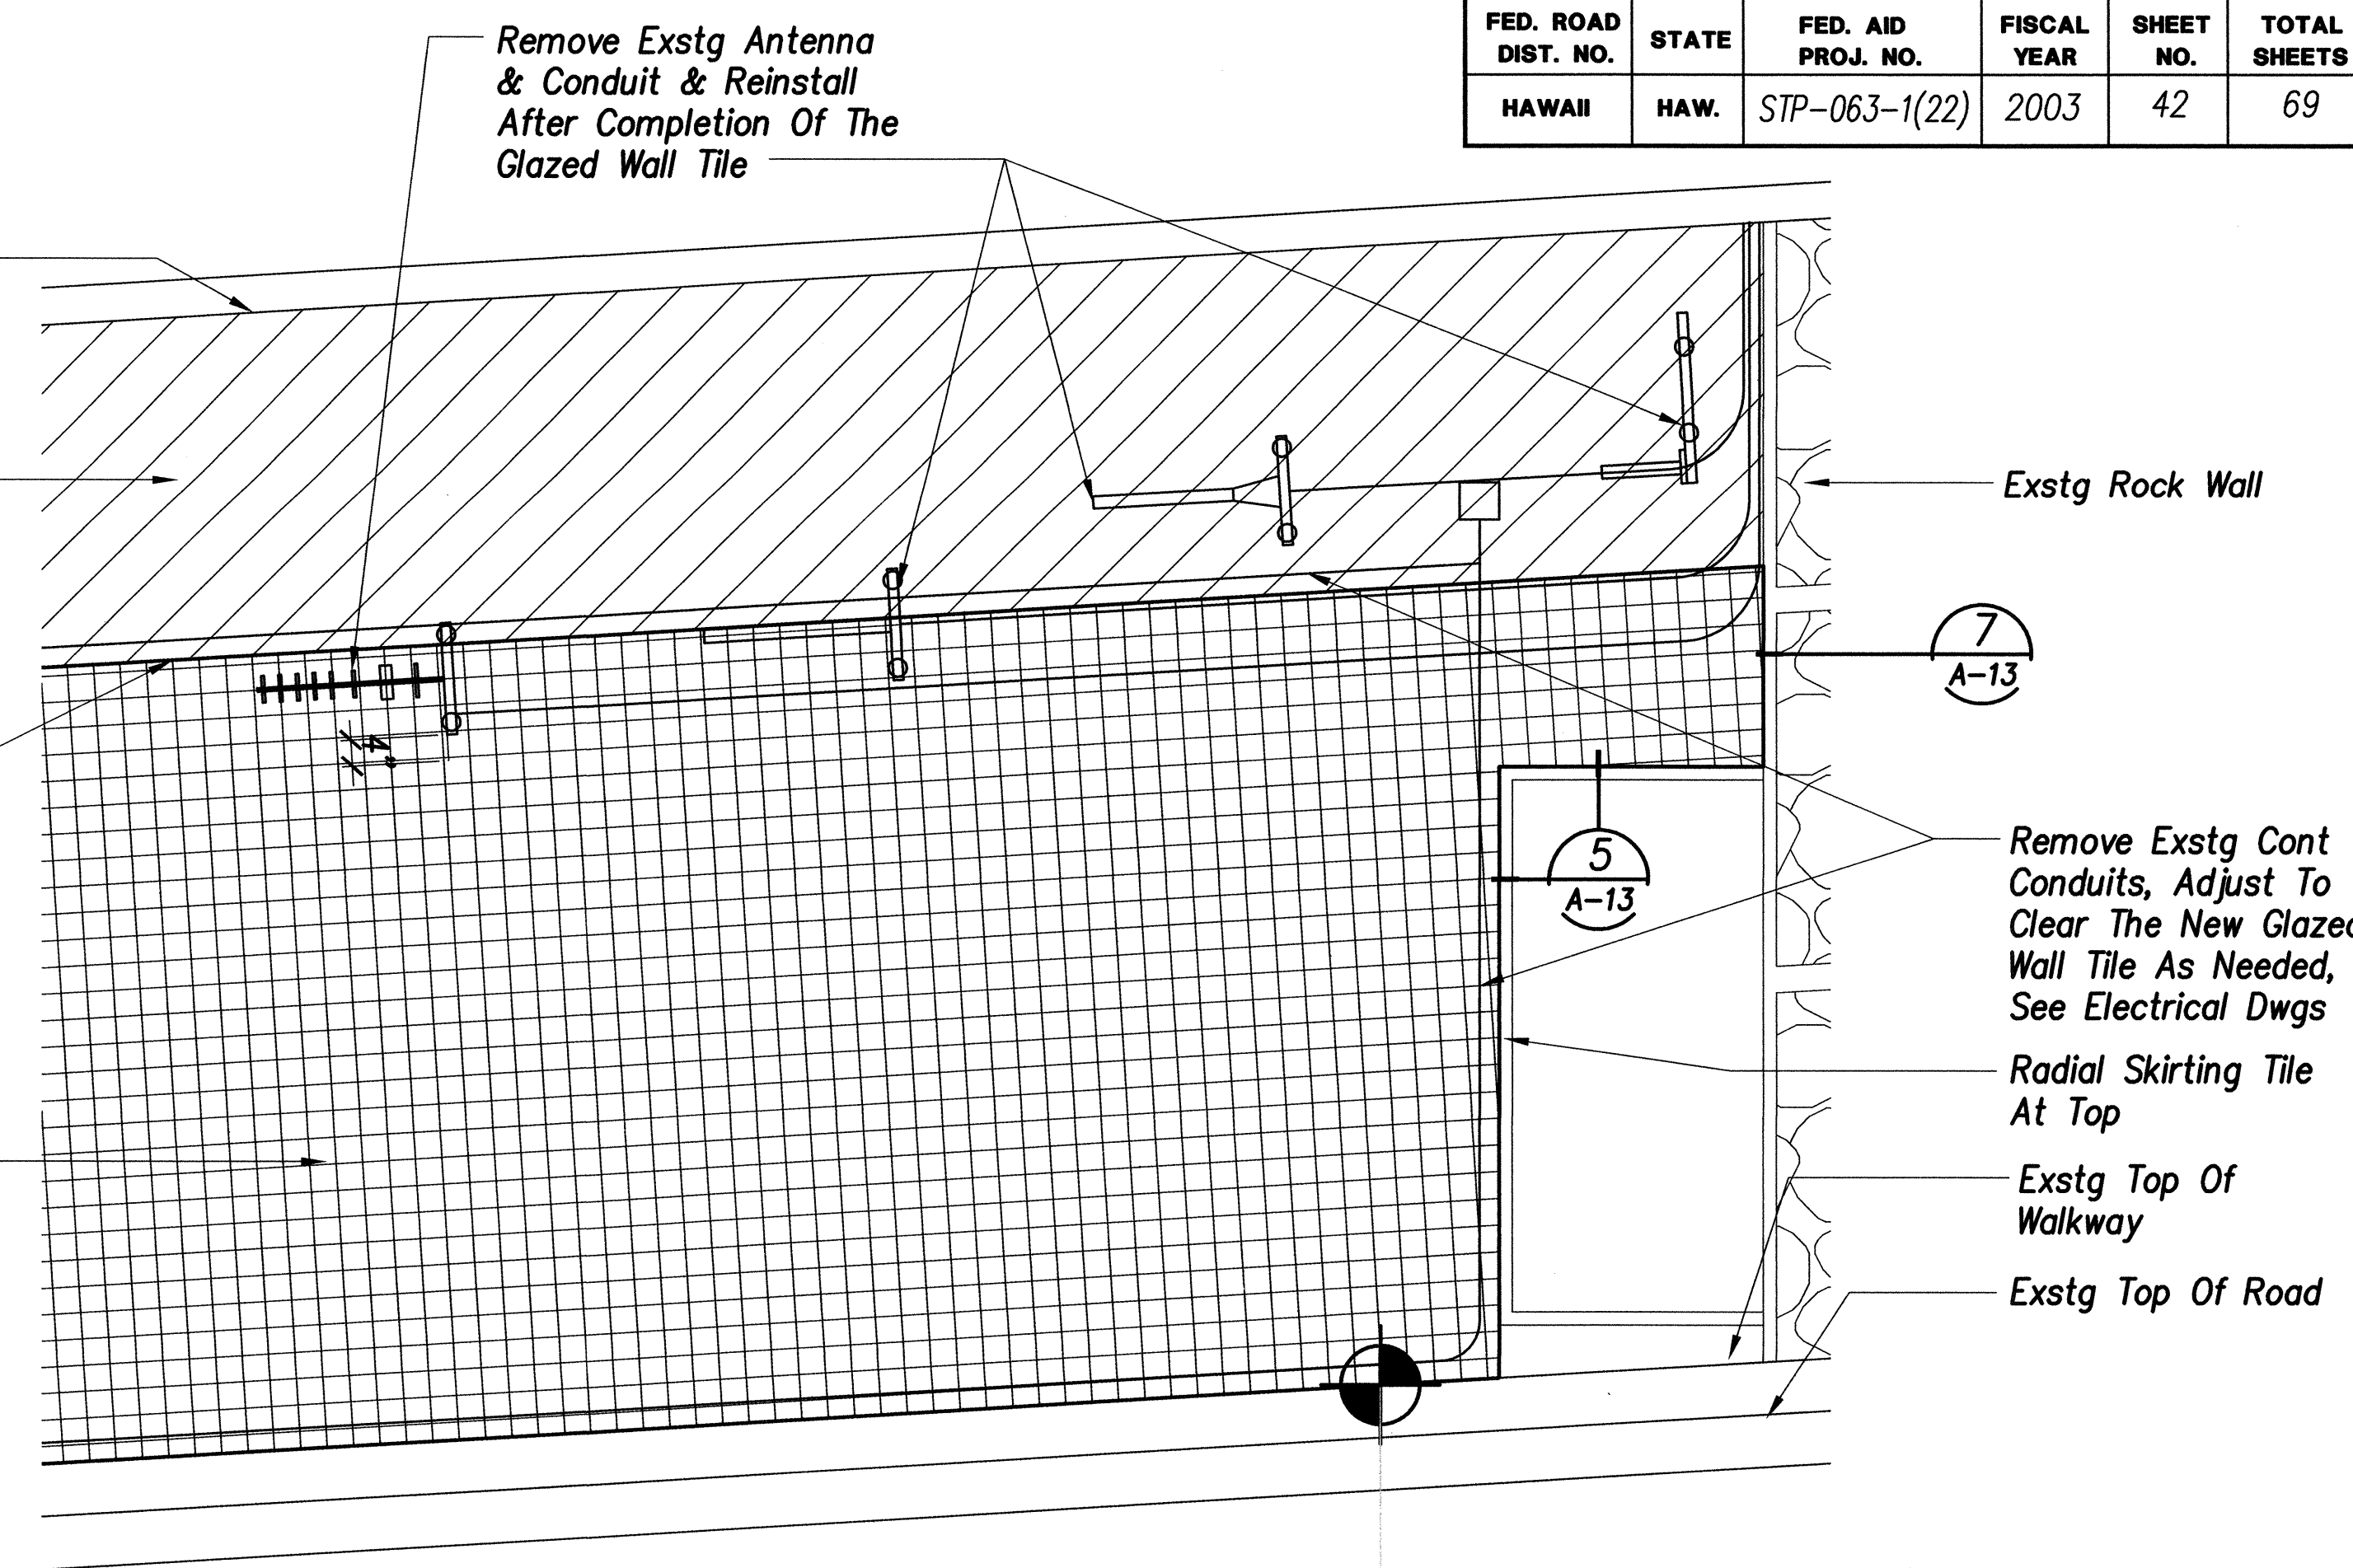 FED. ROAD DIST. NO. STATE FED. AID PROJ. NO. FISCAL YEAR SHEET NO. TOTAL SHEETS
HAWAII HAW. STP-063-1(22) 2003 42 69
Remove Exstg Antenna
& Conduit & Reinstall
After Completion Of The
Glazed Wall Tile
Exstg Rock Wall
7
A-13
4"
5
A-13
Remove Exstg Cont
Conduits, Adjust To
Clear The New Glazed
Wall Tile As Needed,
See Electrical Dwgs
Radial Skirting Tile
At Top
Exstg Top Of
Walkway
Exstg Top Of Road